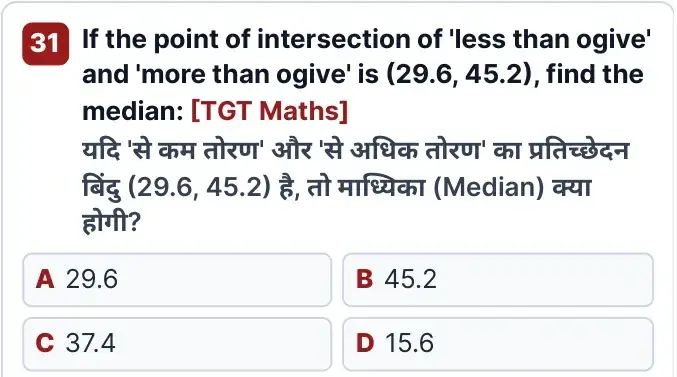 31 If the point of intersection of 'less than ogive'
and 'more than ogive' is (29.6, 45.2), find the
median: [TGT Maths]
यदि 'से कम तोरण' और 'से अधिक तोरण' का प्रतिच्छेदन
बिंदु (29.6, 45.2) है, तो माध्यिका (Median) क्या
होगी?
A 29.6
B 45.2
C 37.4
D 15.6